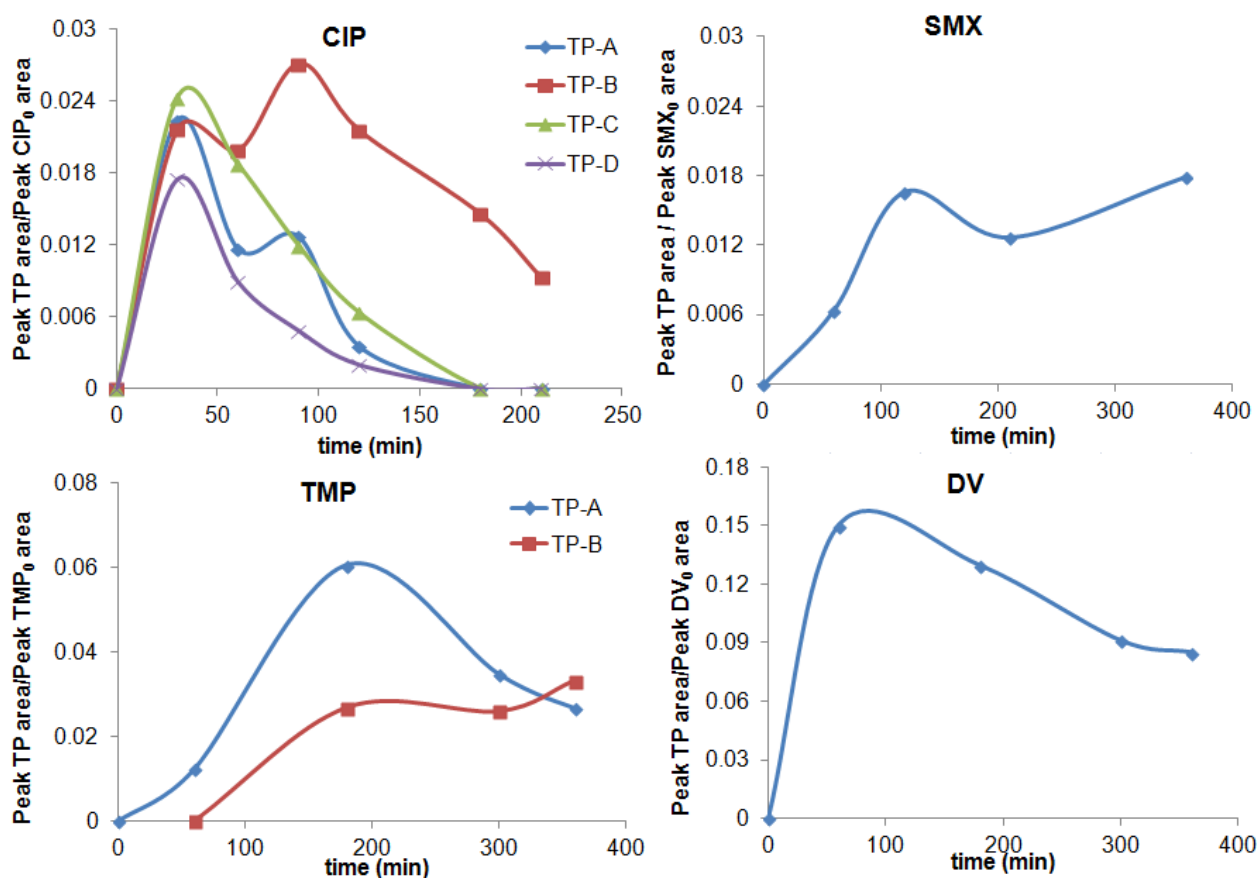 CIP
TP-A
TP-B
TP-C
TP-D
0.03
0.024
0.018
0.012
0.006
0
Peak TP area/Peak CIP₀ area
0 50 100 150 200 250
time (min)
SMX
0.03
0.024
0.018
0.012
0.006
0
Peak TP area / Peak SMX₀ area
0 100 200 300 400
time (min)
TMP
TP-A
TP-B
0.08
0.06
0.04
0.02
0
Peak TP area/Peak TMP₀ area
0 100 200 300 400
time (min)
DV
0.18
0.15
0.12
0.09
0.06
0.03
0
Peak TP area/Peak DV₀ area
0 100 200 300 400
time (min)